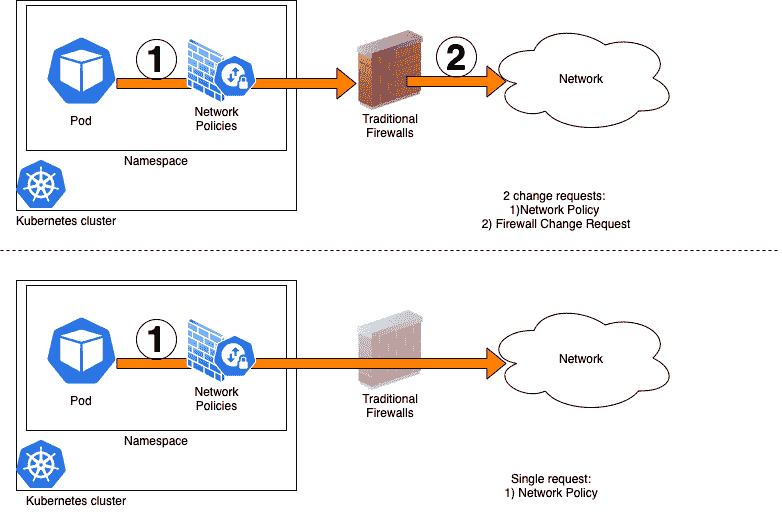 1
2
Pod
Network
Policies
Traditional
Firewalls
Network
Namespace
Kubernetes cluster
2 change requests:
1)Network Policy
2) Firewall Change Request
1
Pod
Network
Policies
Traditional
Firewalls
Network
Namespace
Kubernetes cluster
Single request:
1) Network Policy